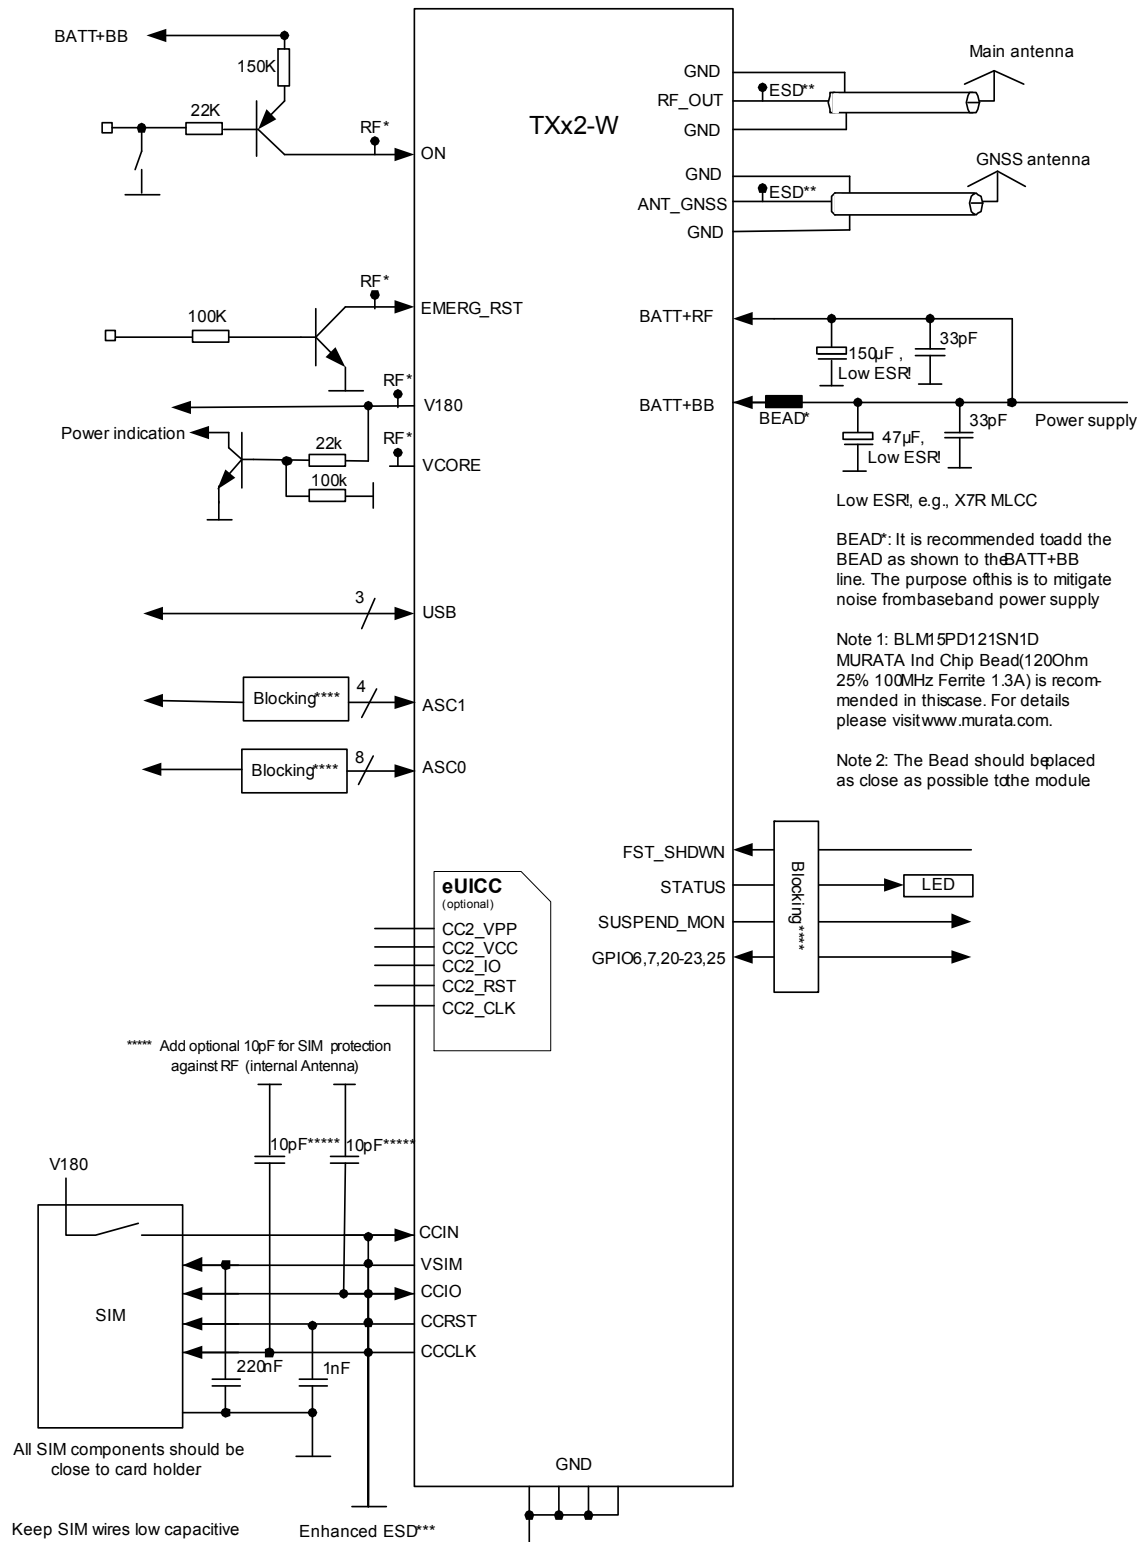 BATT+BB
150K
22K
RF*
ON
TXx2-W
GND
RF_OUT
GND
ESD**
Main antenna
GND
ANT_GNSS
GND
ESD**
GNSS antenna
RF*
EMERG_RST
100K
RF*
V180
Power indication
22k
100k
RF*
VCORE
BATT+RF
150µF ,
Low ESR!
33pF
BATT+BB
BEAD*
47µF,
Low ESR!
33pF
Power supply
Low ESR!, e.g., X7R MLCC
BEAD*: It is recommended toadd the
BEAD as shown to theBATT+BB
line. The purpose ofthis is to mitigate
noise frombaseband power supply
Note 1: BLM15PD121SN1D
MURATA Ind Chip Bead(120Ohm
25% 100MHz Ferrite 1.3A) is recom-
mended in thiscase. For details
please visitwww.murata.com.
Note 2: The Bead should beplaced
as close as possible tothe module.
3
USB
Blocking****
4
ASC1
Blocking****
8
ASC0
FST_SHDWN
STATUS
SUSPEND_MON
GPIO6,7,20-23,25
Blocking****
LED
eUICC
(optional)
CC2_VPP
CC2_VCC
CC2_IO
CC2_RST
CC2_CLK
***** Add optional 10pF for SIM protection
against RF (internal Antenna)
10pF*****
10pF*****
V180
SIM
CCIN
VSIM
CCIO
CCRST
CCCLK
220nF
1nF
All SIM components should be
close to card holder.
Keep SIM wires low capacitive
Enhanced ESD***
GND